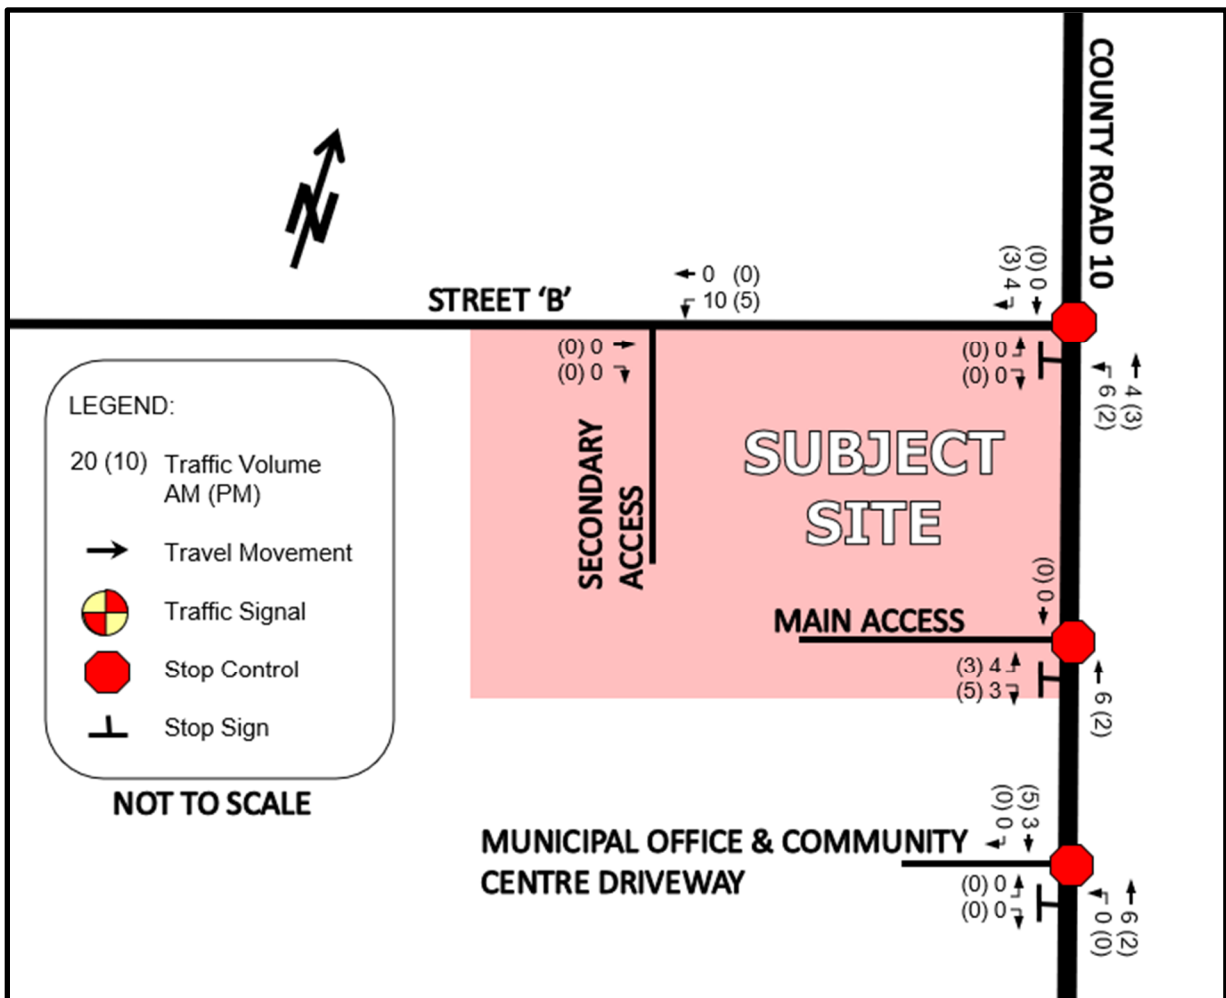 COUNTY ROAD 10
(0) 0
(3) 4
STREET ‘B’
0 (0)
10 (5)
(0) 0
(0) 0
(0) 0
(0) 0
4 (3)
6 (2)
LEGEND:
20 (10) Traffic Volume
AM (PM)
Travel Movement
Traffic Signal
Stop Control
Stop Sign
NOT TO SCALE
N
SECONDARY
ACCESS
SUBJECT
SITE
(0) 0
MAIN ACCESS
(3) 4
(5) 3
6 (2)
(5) 3
(0) 0
MUNICIPAL OFFICE & COMMUNITY
CENTRE DRIVEWAY
(0) 0
(0) 0
6 (2)
0 (0)